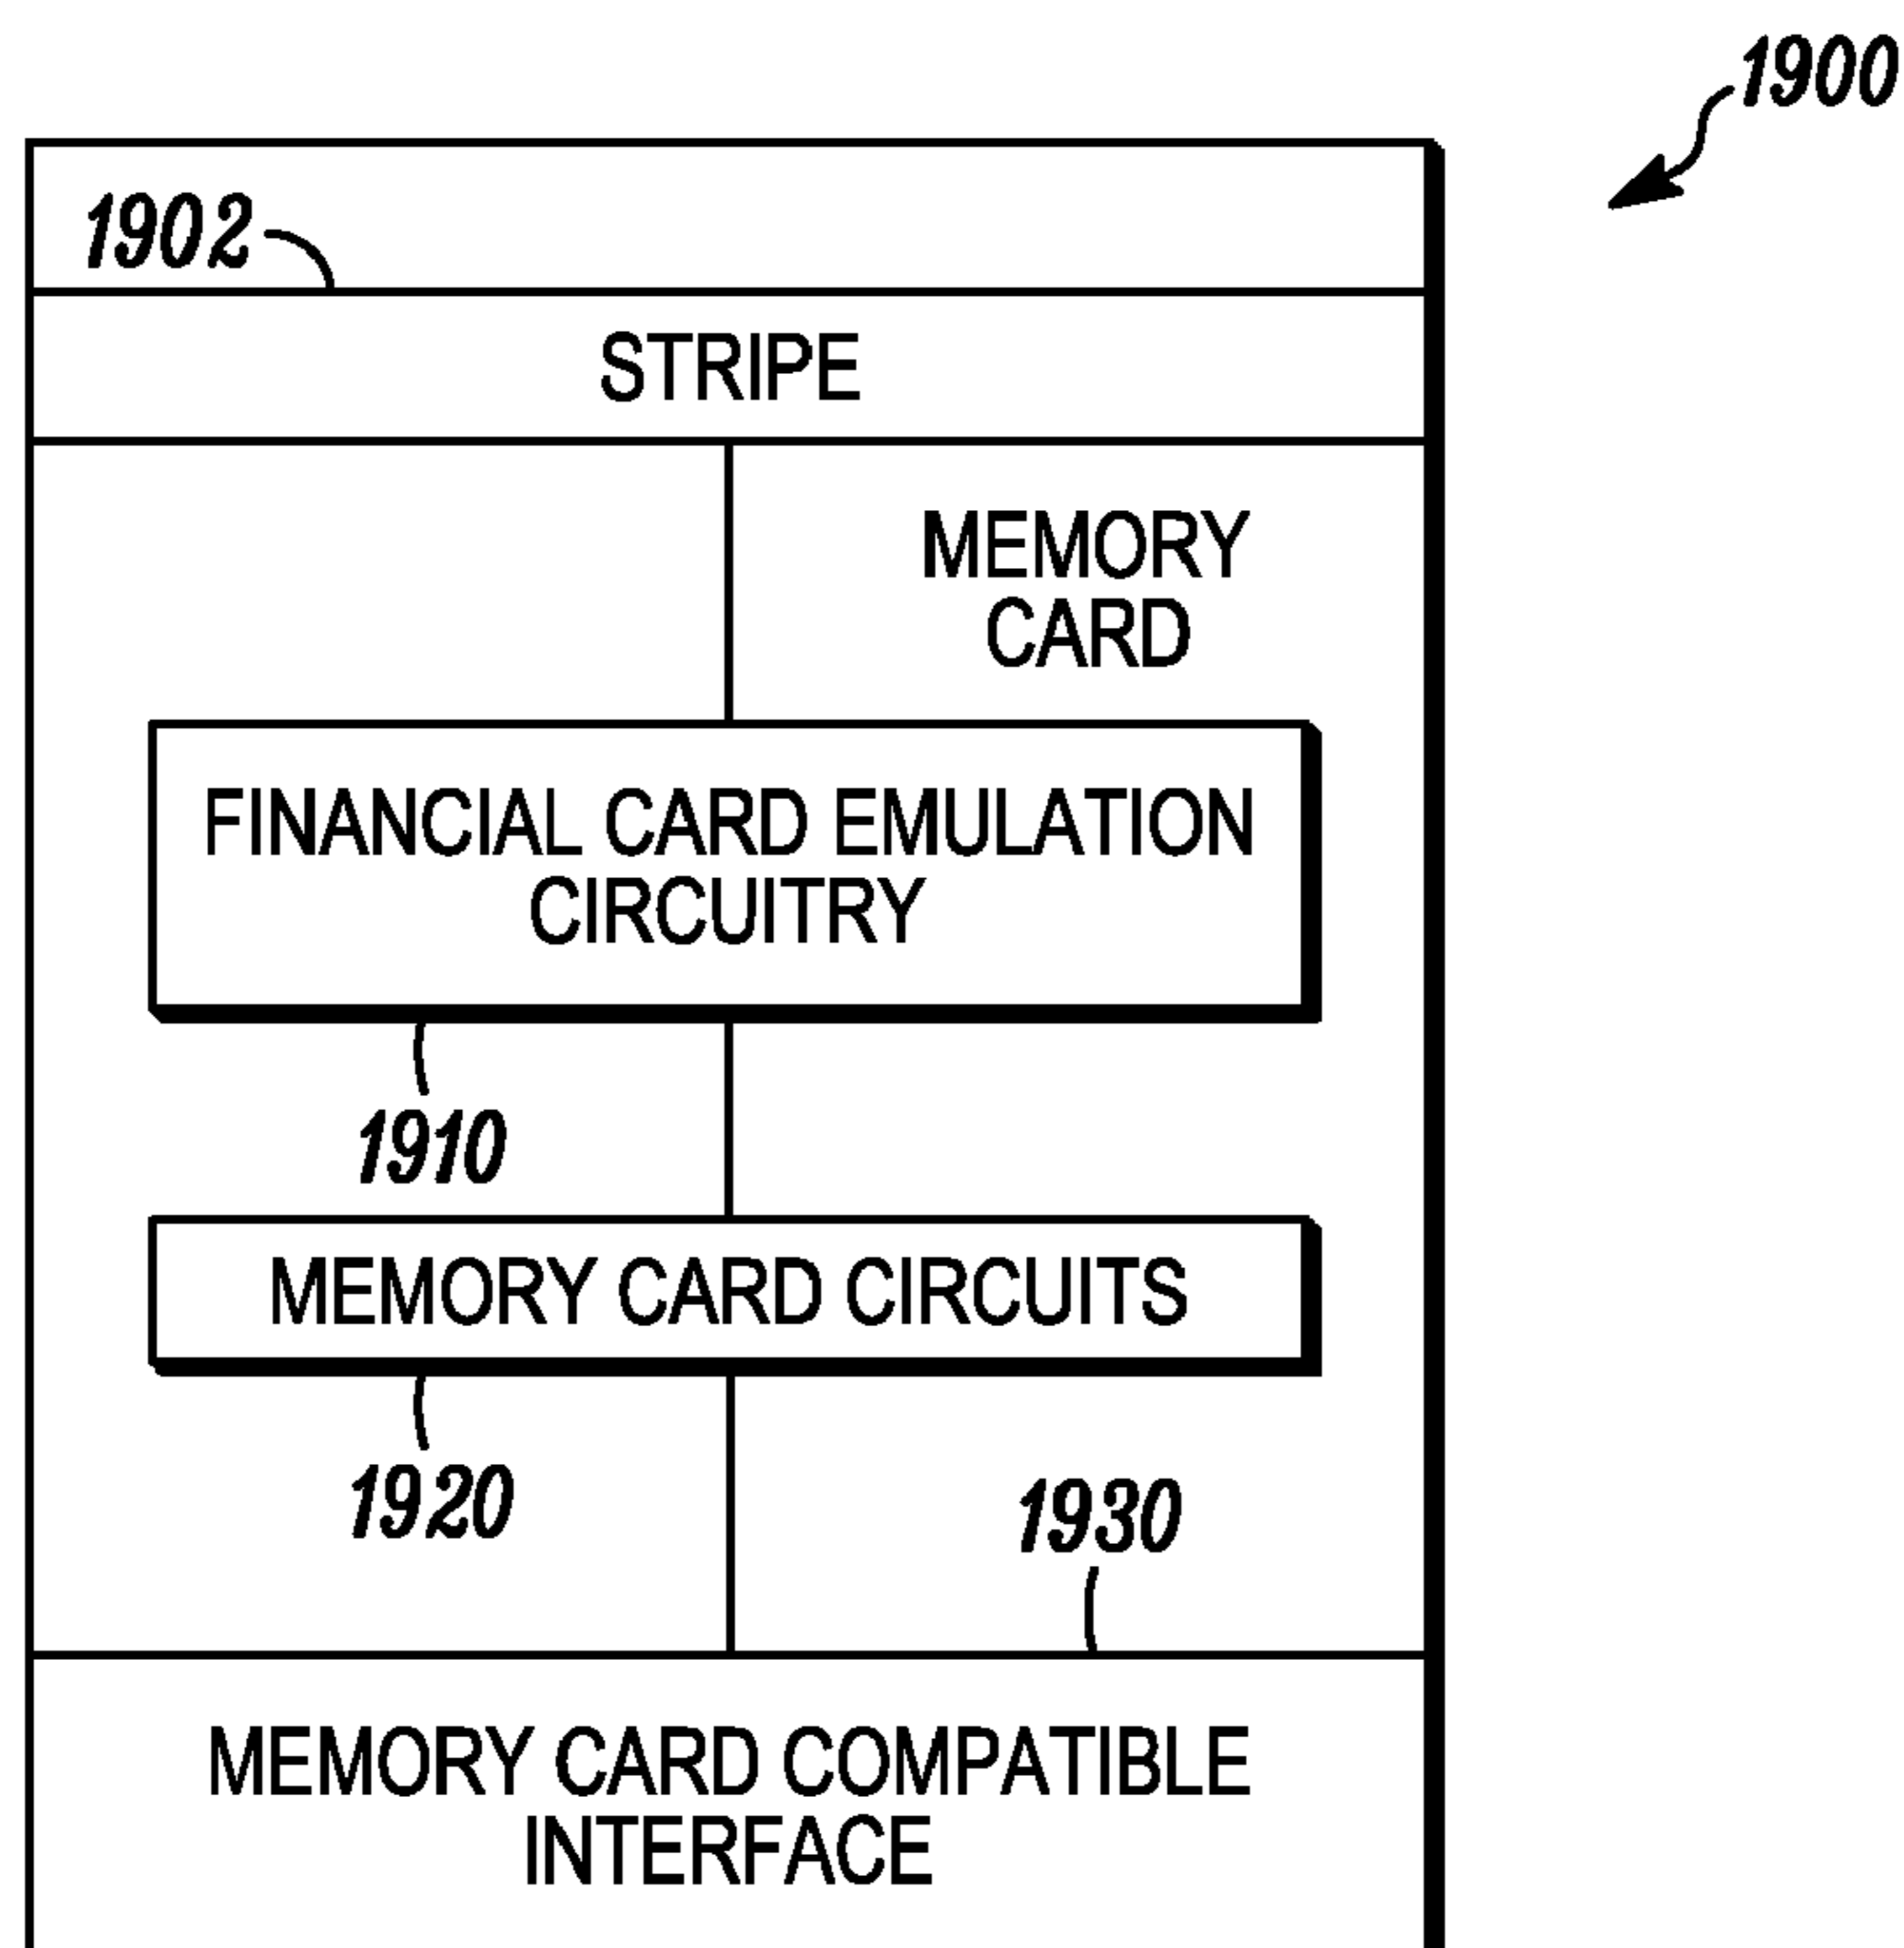 1900
1902
STRIPE
MEMORY
CARD
FINANCIAL CARD EMULATION
CIRCUITRY
1910
MEMORY CARD CIRCUITS
1920
1930
MEMORY CARD COMPATIBLE
INTERFACE